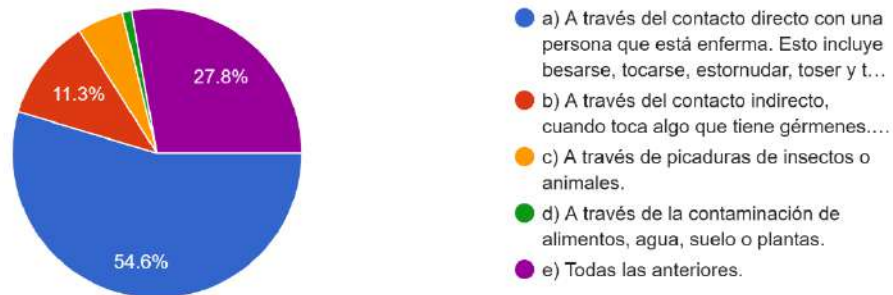 27.8%
11.3%
54.6%
a) A través del contacto directo con una
persona que está enferma. Esto incluye
besarse, tocarse, estornudar, toser y t…
b) A través del contacto indirecto,
cuando toca algo que tiene gérmenes.…
c) A través de picaduras de insectos o
animales.
d) A través de la contaminación de
alimentos, agua, suelo o plantas.
e) Todas las anteriores.